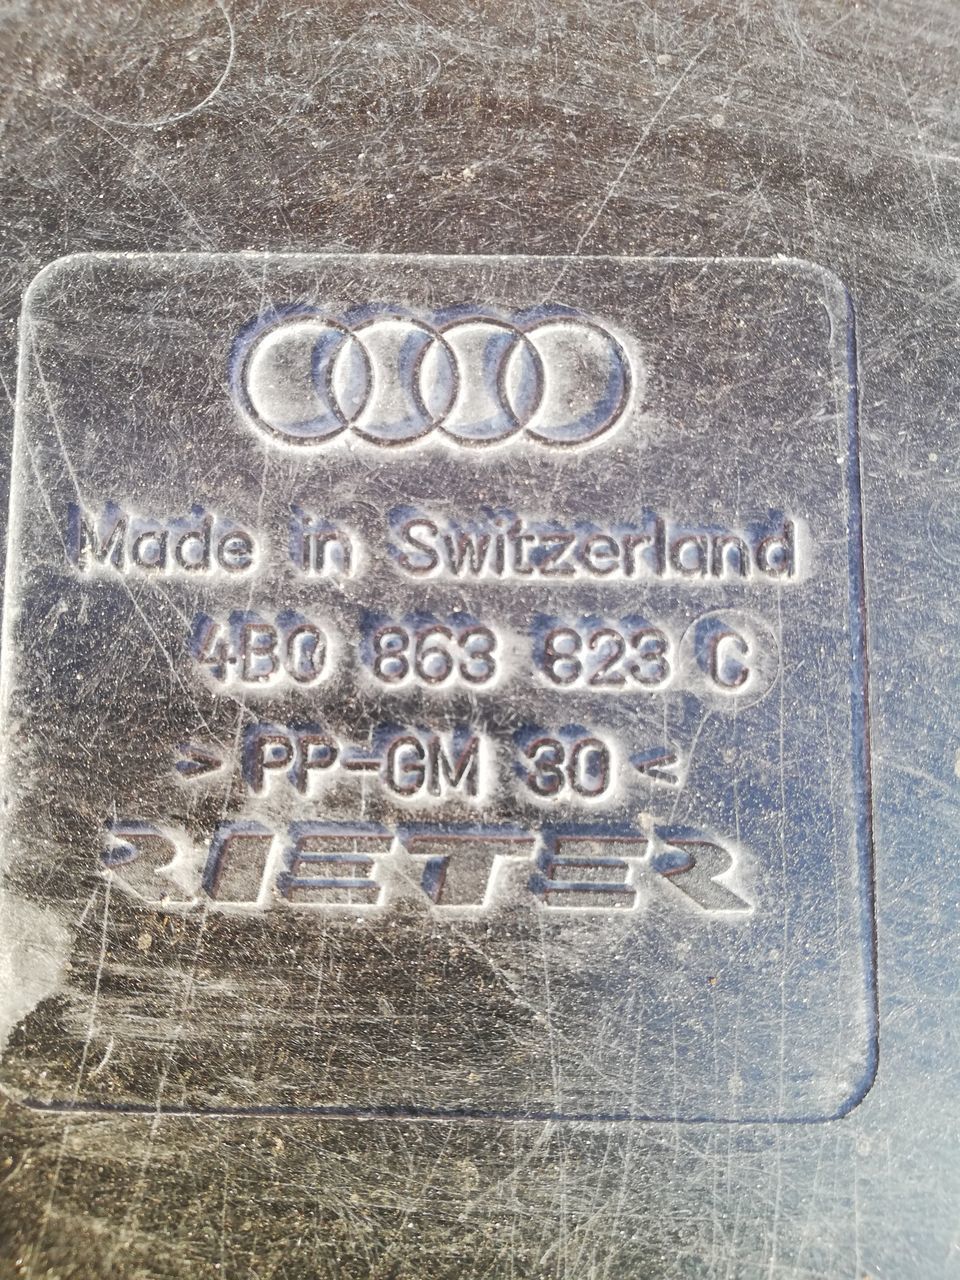 Made in Switzerland
4B0 863 823 C
> PP-GM 30 <
RIETER